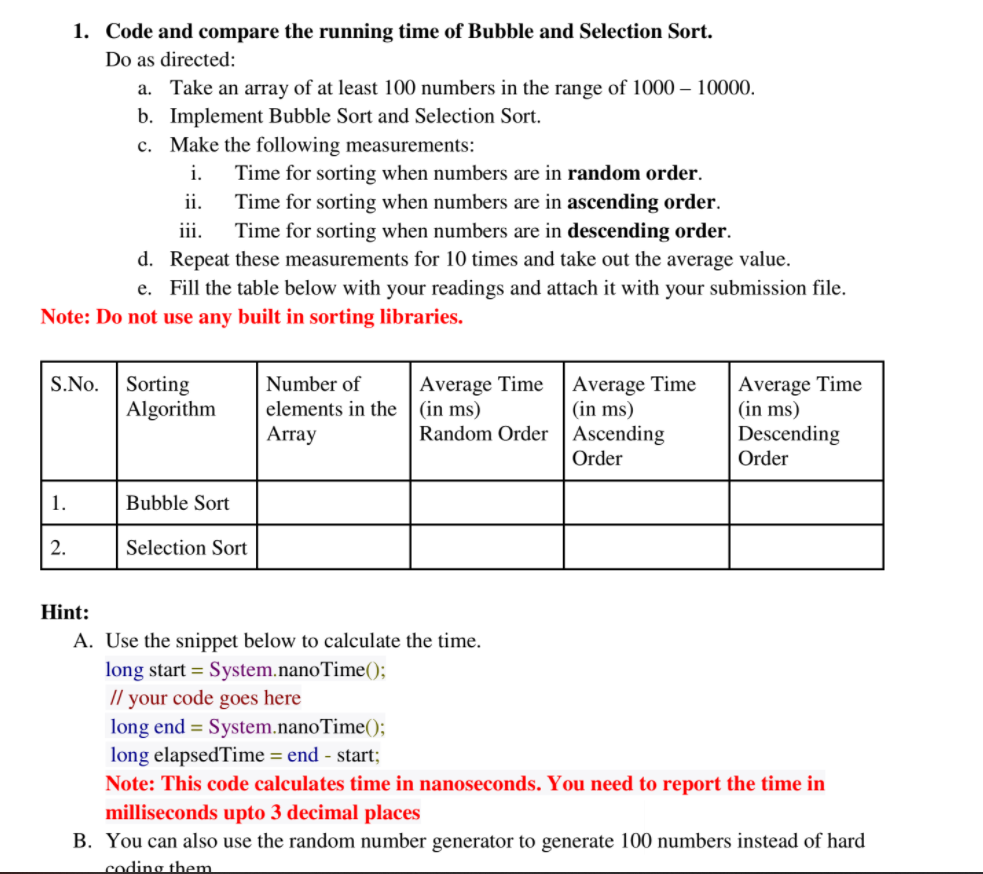 1. Code and compare the running time of Bubble and Selection Sort.
Do as directed:
a. Take an array of at least 100 numbers in the range of 1000 – 10000.
b. Implement Bubble Sort and Selection Sort.
c. Make the following measurements:
i. Time for sorting when numbers are in random order.
ii. Time for sorting when numbers are in ascending order.
iii. Time for sorting when numbers are in descending order.
d. Repeat these measurements for 10 times and take out the average value.
e. Fill the table below with your readings and attach it with your submission file.
Note: Do not use any built in sorting libraries.
S.No. Sorting Number of Average Time Average Time Average Time
Algorithm elements in the (in ms) (in ms) (in ms)
Array Random Order Ascending Descending
Order Order
1. Bubble Sort
2. Selection Sort
Hint:
A. Use the snippet below to calculate the time.
long start = System.nanoTime();
// your code goes here
long end = System.nanoTime();
long elapsedTime = end - start;
Note: This code calculates time in nanoseconds. You need to report the time in
milliseconds upto 3 decimal places
B. You can also use the random number generator to generate 100 numbers instead of hard
coding them